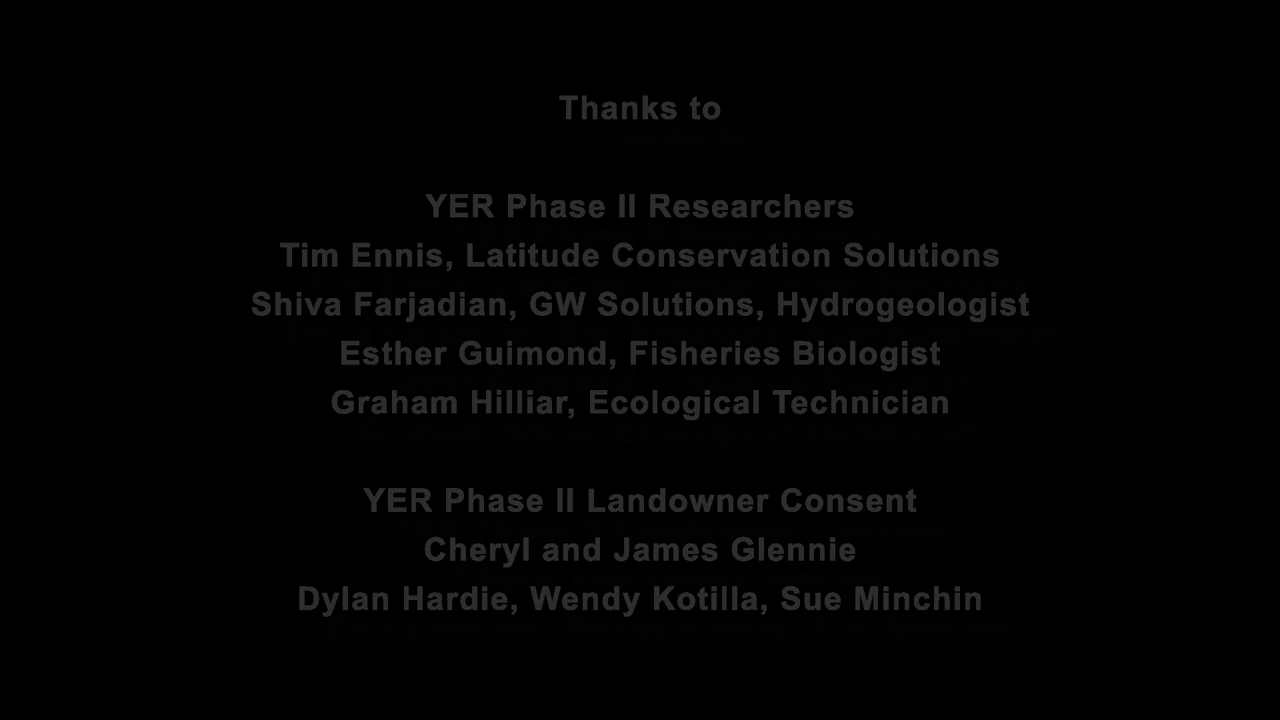 Thanks to
YER Phase II Researchers
Tim Ennis, Latitude Conservation Solutions
Shiva Farjadian, GW Solutions, Hydrogeologist
Esther Guimond, Fisheries Biologist
Graham Hilliar, Ecological Technician
YER Phase II Landowner Consent
Cheryl and James Glennie
Dylan Hardie, Wendy Kotilla, Sue Minchin